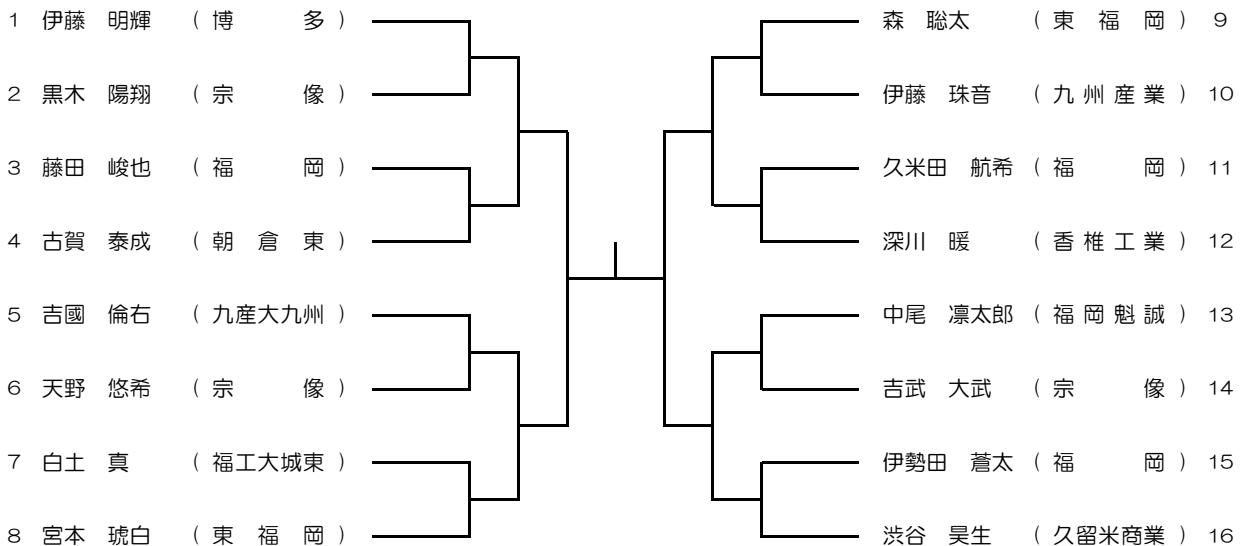 1 伊藤 明輝 ( 博 多 )
2 黒木 陽翔 ( 宗 像 )
3 藤田 峻也 ( 福 岡 )
4 古賀 泰成 ( 朝 倉 東 )
5 吉國 倫右 ( 九産大九州 )
6 天野 悠希 ( 宗 像 )
7 白土 真 ( 福工大城東 )
8 宮本 琥白 ( 東 福 岡 )
森 聡太 ( 東 福 岡 ) 9
伊藤 珠音 ( 九 州 産 業 ) 10
久米田 航希 ( 福 岡 ) 11
深川 暖 ( 香 椎 工 業 ) 12
中尾 凛太郎 ( 福 岡 魁 誠 ) 13
吉武 大武 ( 宗 像 ) 14
伊勢田 蒼太 ( 福 岡 ) 15
渋谷 昊生 ( 久留米商業 ) 16